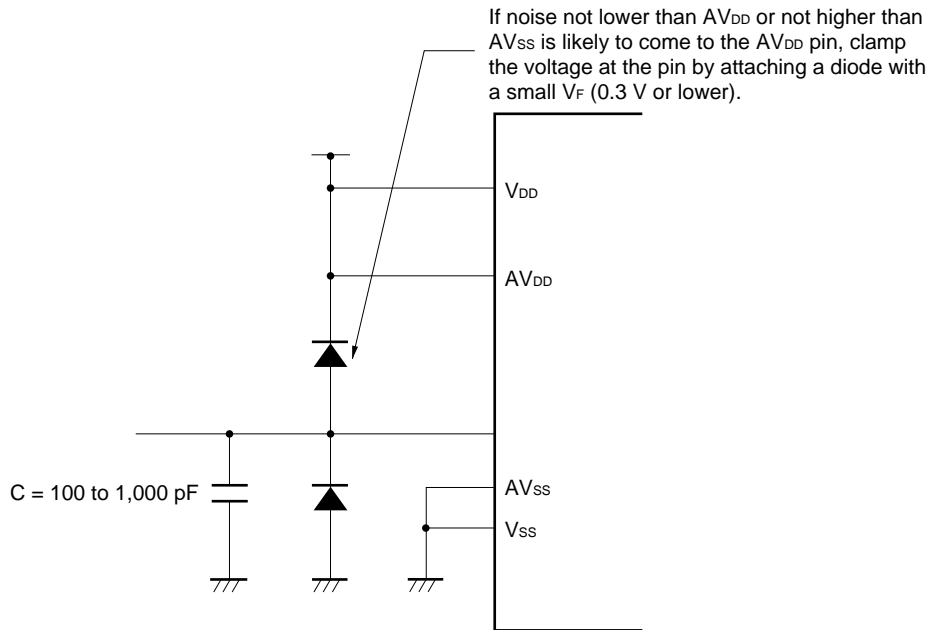 If noise not lower than AVDD or not higher than
AVSS is likely to come to the AVDD pin, clamp
the voltage at the pin by attaching a diode with
a small VF (0.3 V or lower).
VDD
AVDD
C = 100 to 1,000 pF
AVSS
VSS